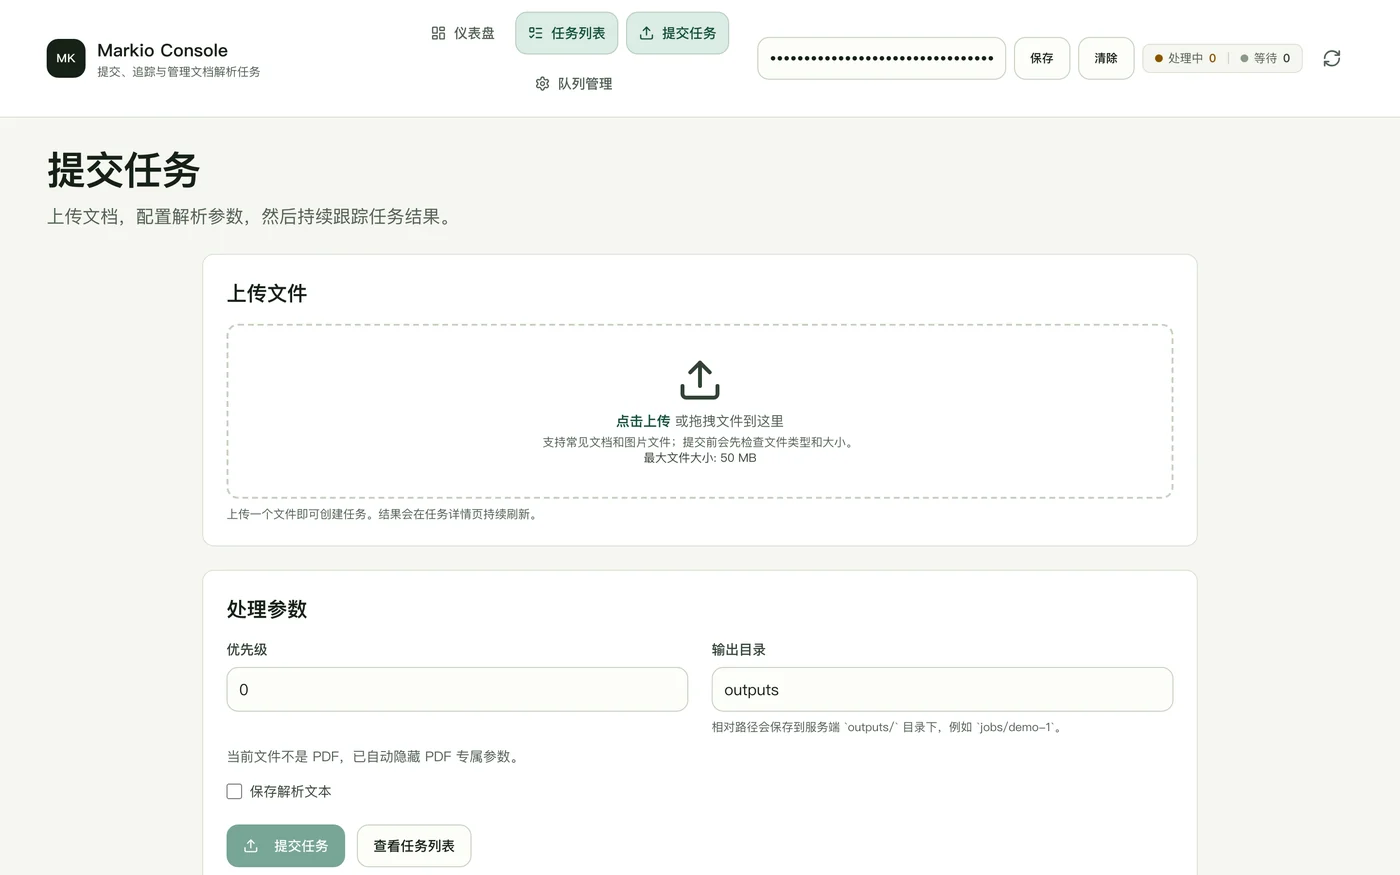 MK
Markio Console
提交、追踪与管理文档解析任务
仪表盘
任务列表
提交任务
队列管理
••••••••••••••••••••••••••••••••
保存
清除
处理中 0 | 等待 0
提交任务
上传文档，配置解析参数，然后持续跟踪任务结果。
上传文件
点击上传 或拖拽文件到这里
支持常见文档和图片文件；提交前会先检查文件类型和大小。
最大文件大小: 50 MB
上传一个文件即可创建任务。结果会在任务详情页持续刷新。
处理参数
优先级
0
输出目录
outputs
相对路径会保存到服务端 `outputs/` 目录下，例如 `jobs/demo-1`。
当前文件不是 PDF，已自动隐藏 PDF 专属参数。
保存解析文本
提交任务
查看任务列表